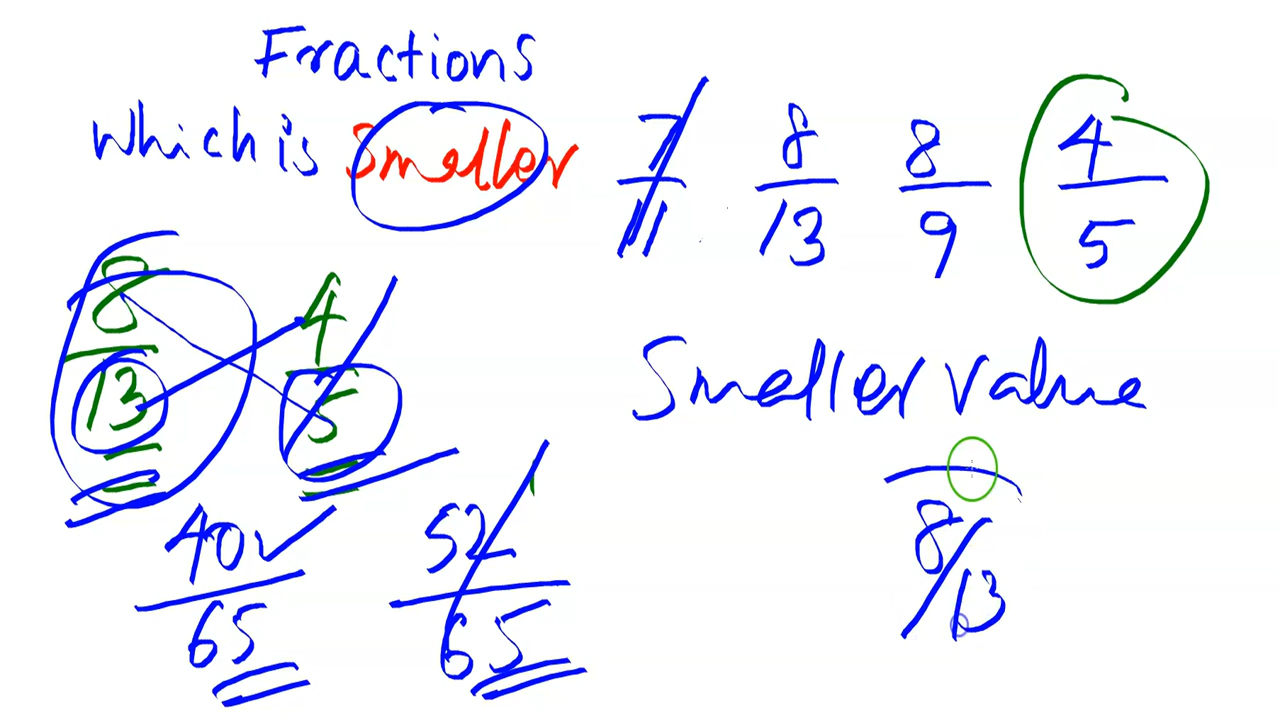 Fractions
Which is smaller
7/11 8/13 8/9 4/5
8/13 4/5
Smaller value
40/65 52/65
8/13